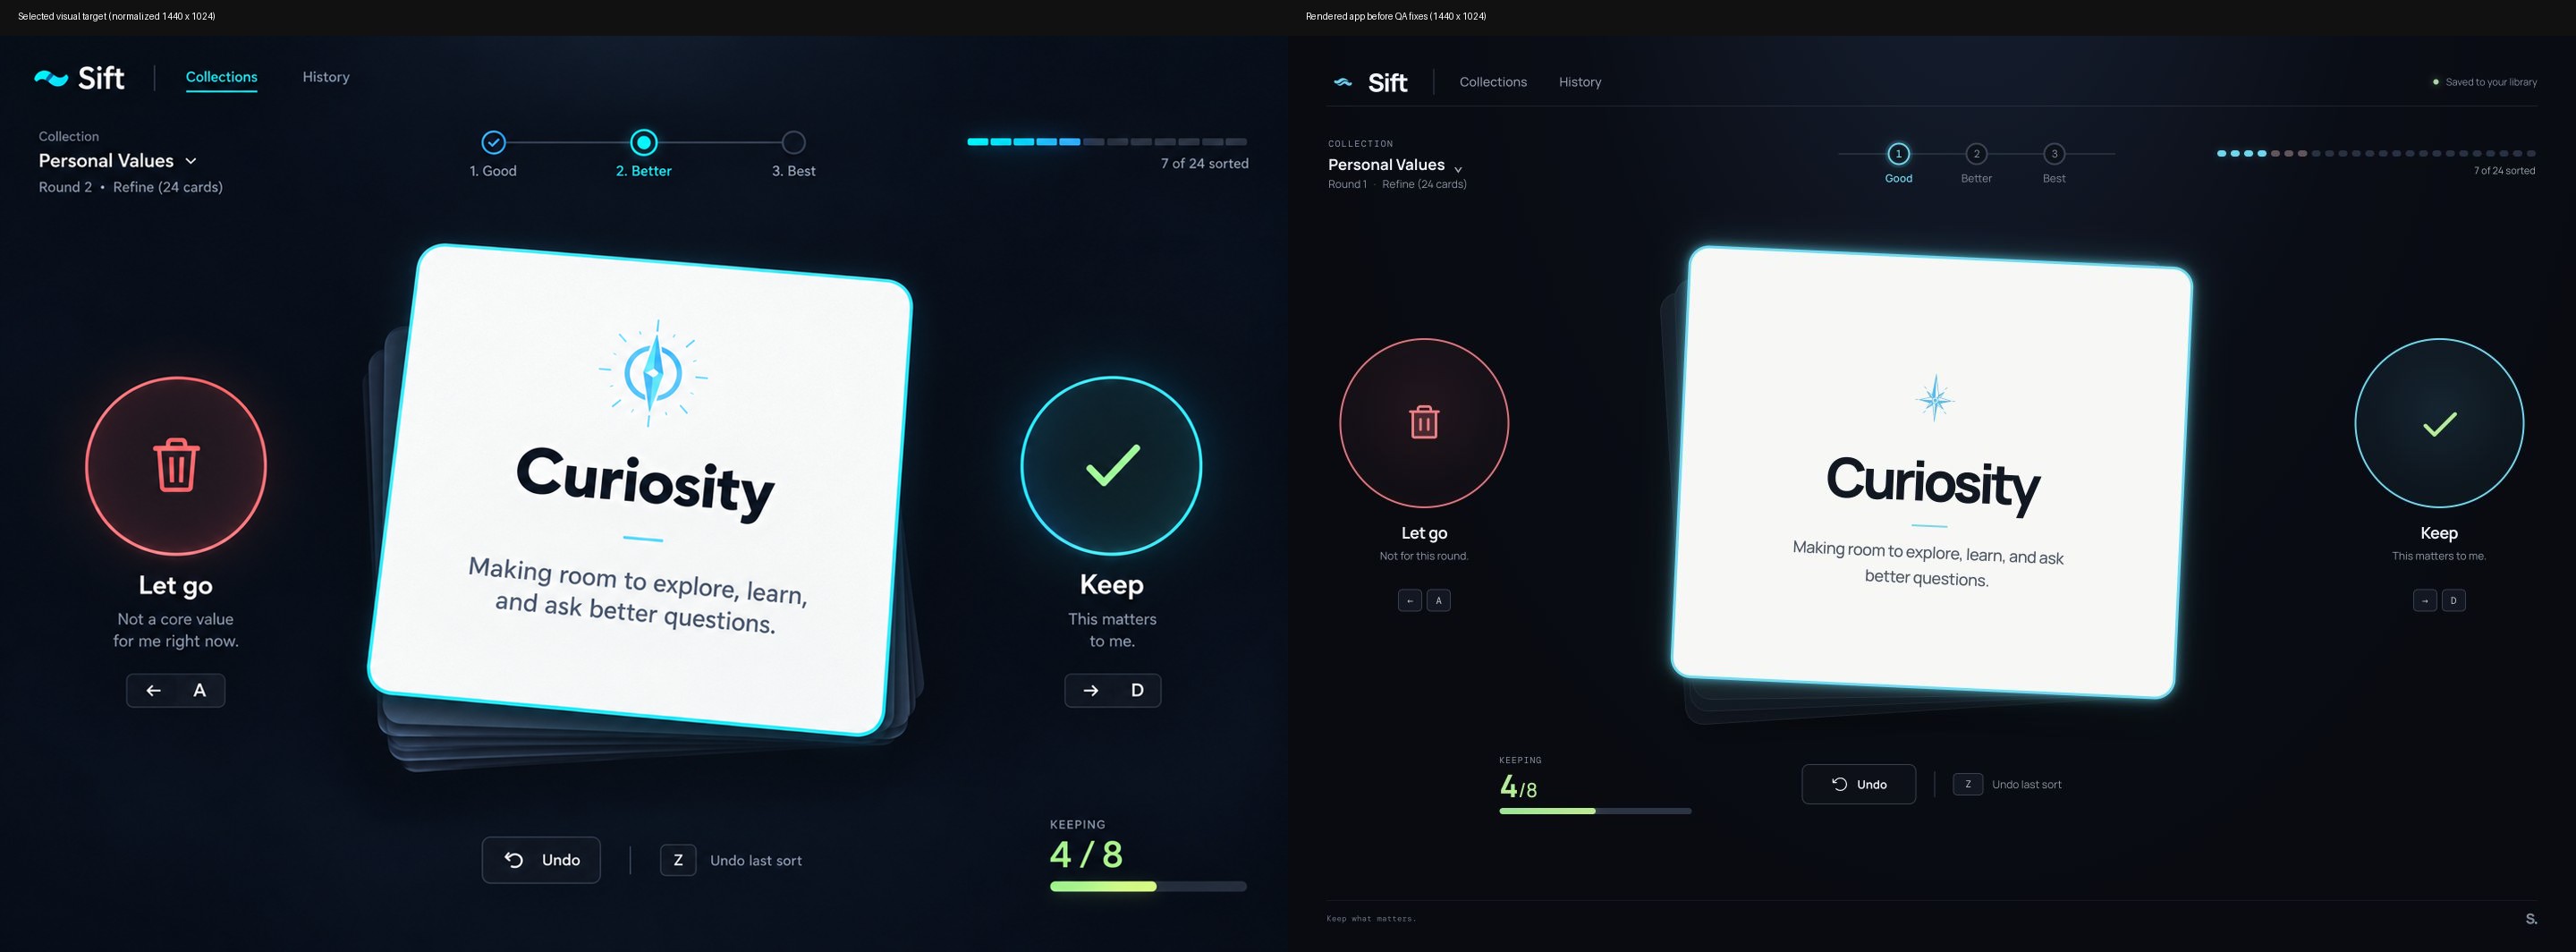 Selected visual target (normalized 1440 x 1024)
Sift
Collections
History
Collection
Personal Values
Round 2 • Refine (24 cards)
1. Good
2. Better
3. Best
7 of 24 sorted
Curiosity
Making room to explore, learn,
and ask better questions.
Let go
Not a core value
for me right now.
← A
Keep
This matters
to me.
→ D
Undo
Z
Undo last sort
KEEPING
4 / 8
Rendered app before QA fixes (1440 x 1024)
Sift
Collections
History
Saved to your library
COLLECTION
Personal Values
Round 1 · Refine (24 cards)
1
2
3
Good
Better
Best
7 of 24 sorted
Curiosity
Making room to explore, learn, and ask
better questions.
Let go
Not for this round.
← A
Keep
This matters to me.
→ D
KEEPING
4/8
Undo
Z
Undo last sort
Keep what matters.
S.